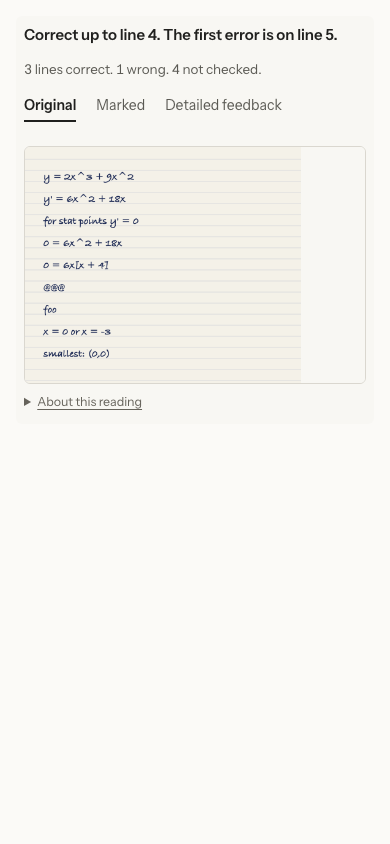 Correct up to line 4. The first error is on line 5.
3 lines correct. 1 wrong. 4 not checked.
Original Marked Detailed feedback
y = 2x^3 + 9x^2
y' = 6x^2 + 18x
for stat points y' = 0
0 = 6x^2 + 18x
0 = 6x[x + 4]
@@@
foo
x = 0 or x = -3
smallest: (0,0)
About this reading